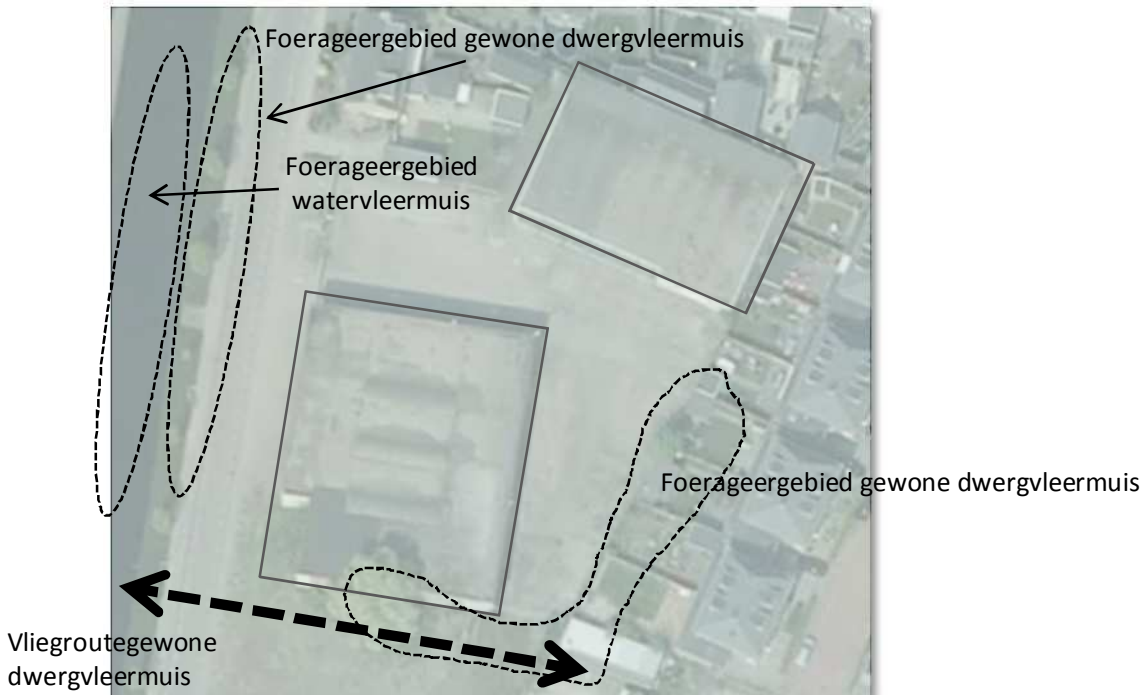 Foerageergebied gewone dwergvleermuis
Foerageergebied
watervleermuis
Foerageergebied gewone dwergvleermuis
Vliegroutegewone
dwergvleermuis